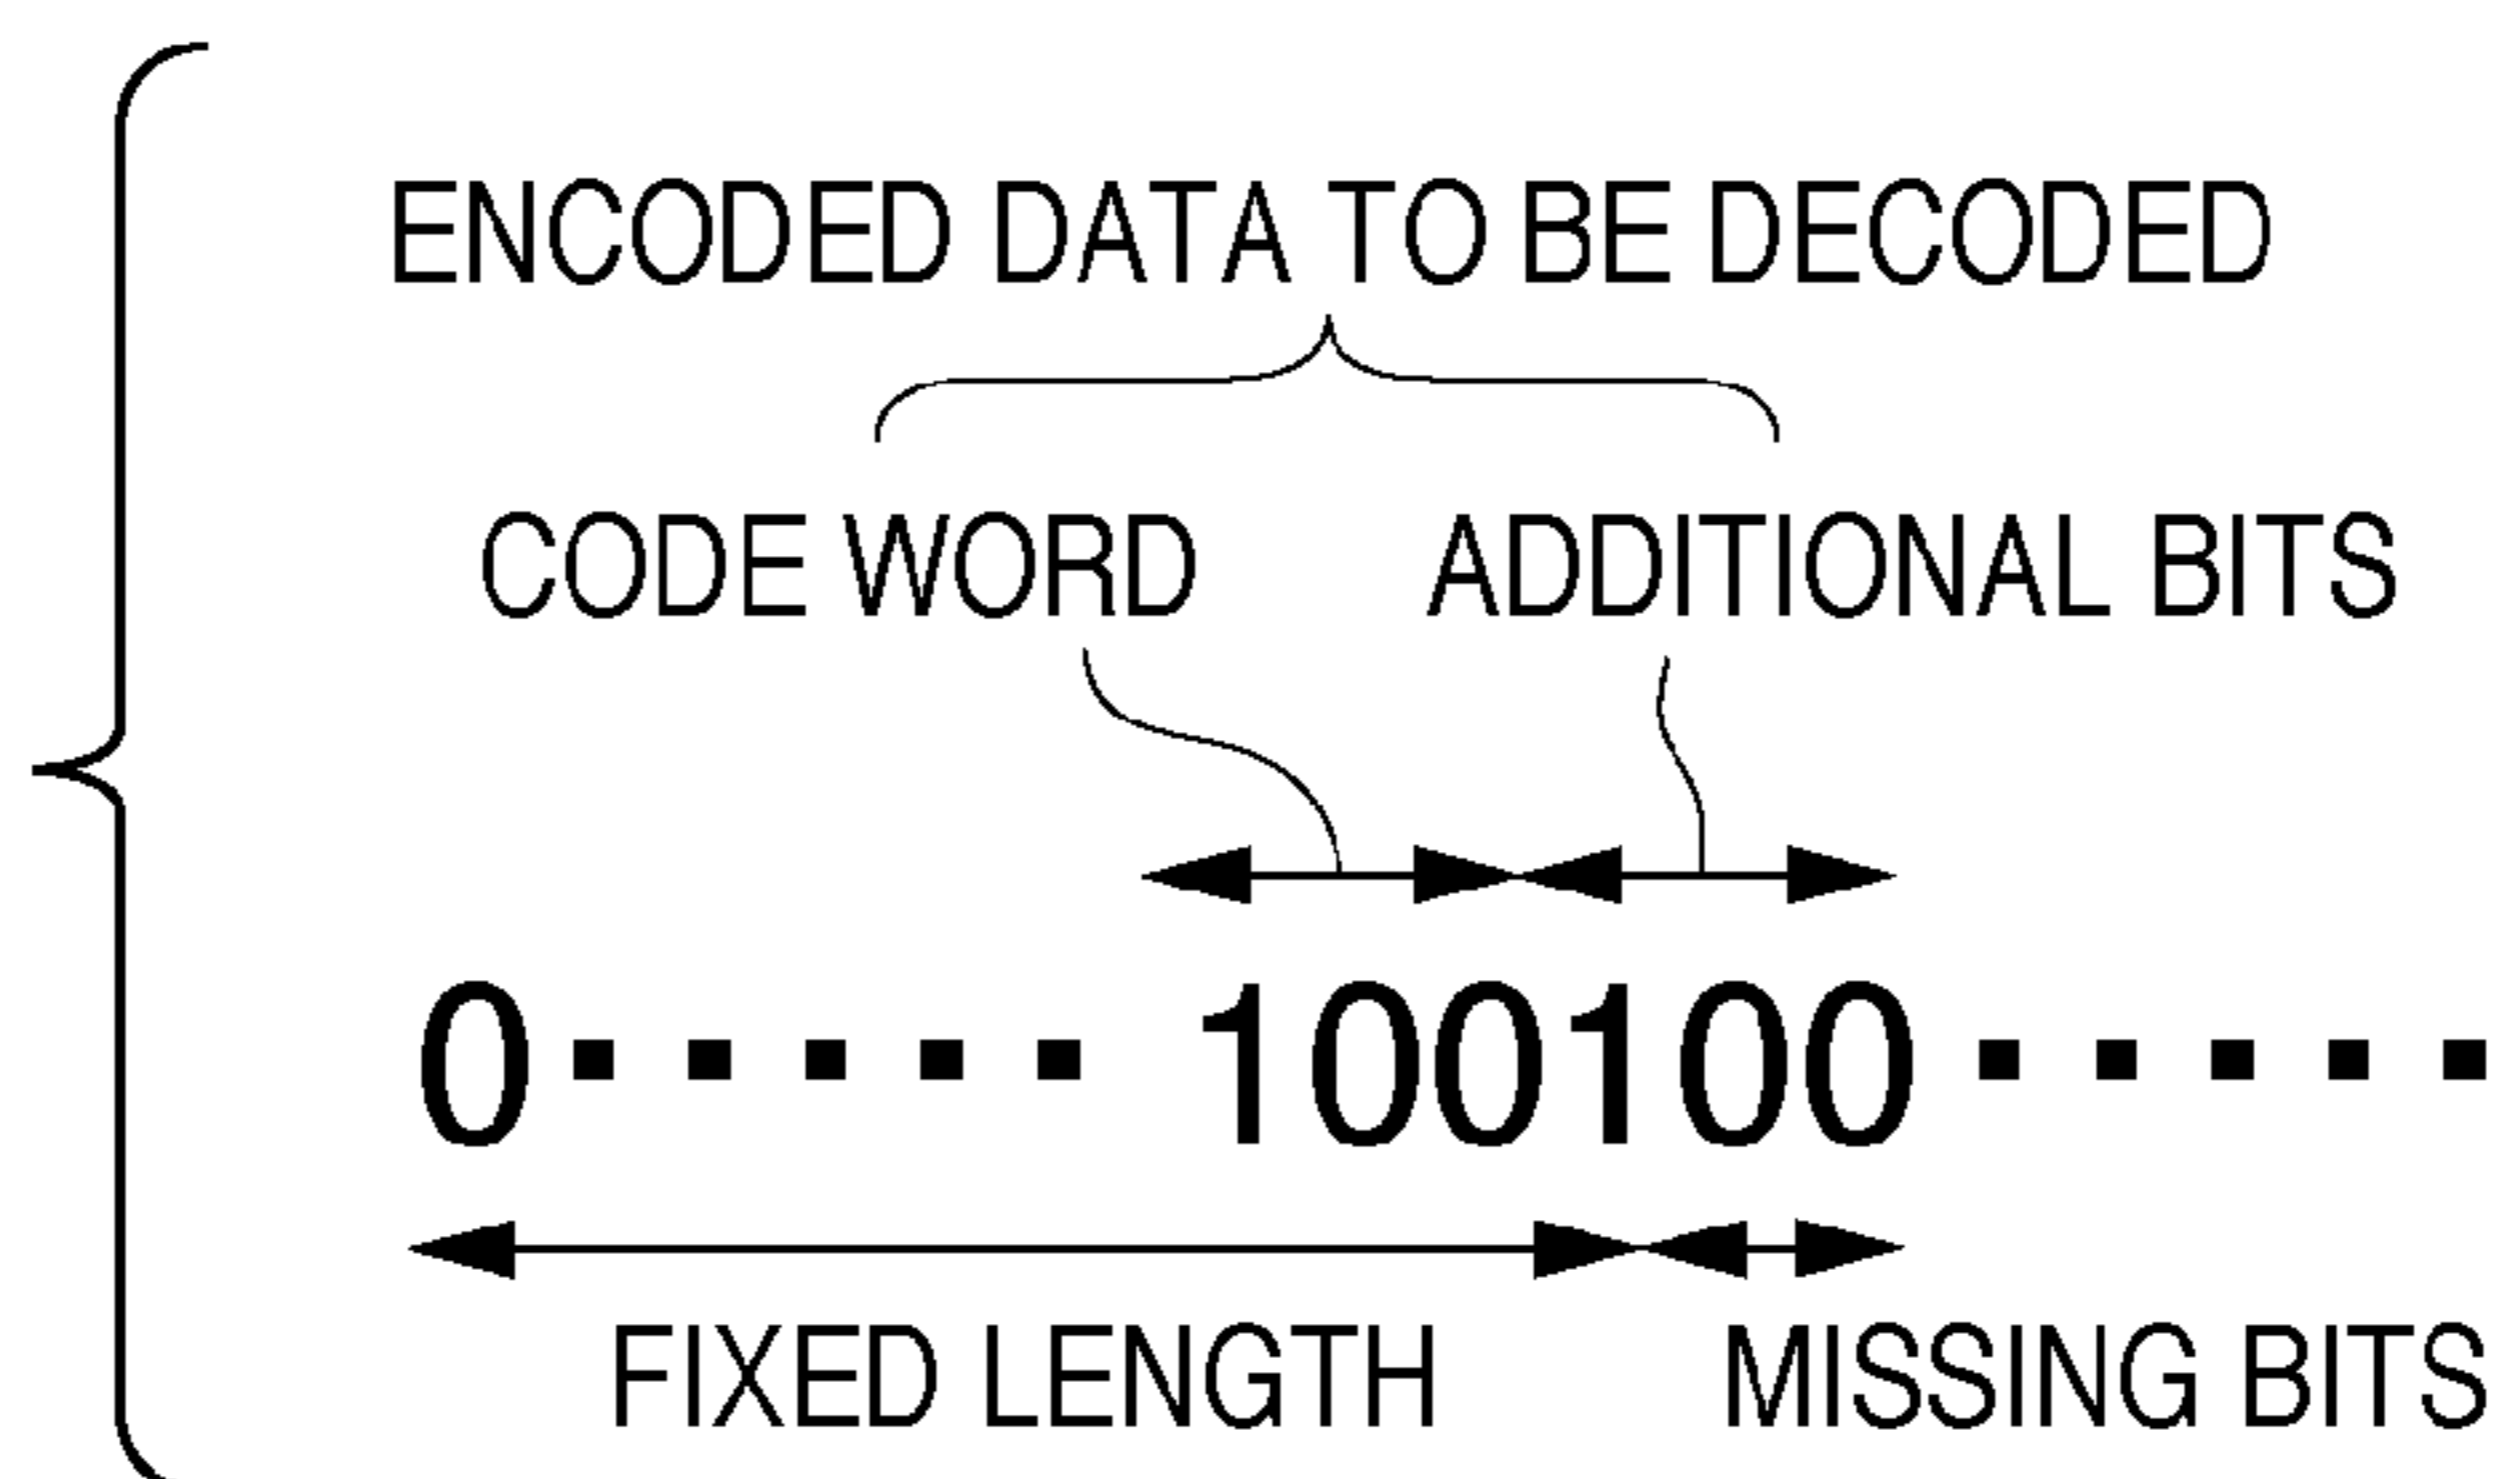 ENCODED DATA TO BE DECODED
CODE WORD ADDITIONAL BITS
0 · · · · · 100100 · · · · ·
FIXED LENGTH MISSING BITS